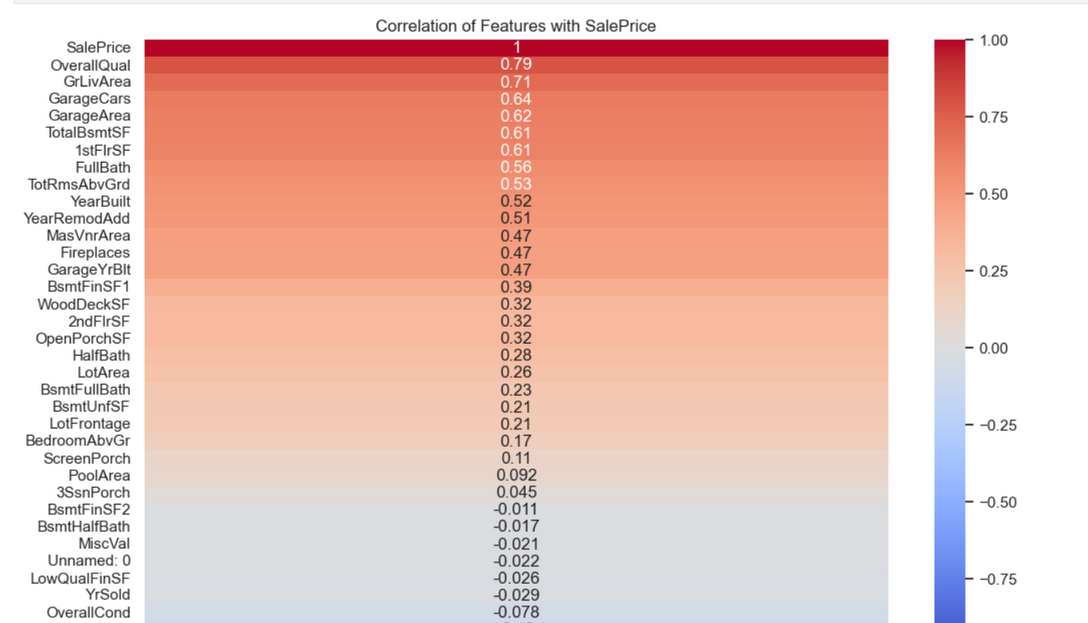 Correlation of Features with SalePrice
SalePrice 1
OverallQual 0.79
GrLivArea 0.71
GarageCars 0.64
GarageArea 0.62
TotalBsmtSF 0.61
1stFlrSF 0.61
FullBath 0.56
TotRmsAbvGrd 0.53
YearBuilt 0.52
YearRemodAdd 0.51
MasVnrArea 0.47
Fireplaces 0.47
GarageYrBlt 0.47
BsmtFinSF1 0.39
WoodDeckSF 0.32
2ndFlrSF 0.32
OpenPorchSF 0.32
HalfBath 0.28
LotArea 0.26
BsmtFullBath 0.23
BsmtUnfSF 0.21
LotFrontage 0.21
BedroomAbvGr 0.17
ScreenPorch 0.11
PoolArea 0.092
3SsnPorch 0.045
BsmtFinSF2 -0.011
BsmtHalfBath -0.017
MiscVal -0.021
Unnamed: 0 -0.022
LowQualFinSF -0.026
YrSold -0.029
OverallCond -0.078
1.00
0.75
0.50
0.25
0.00
−0.25
−0.50
−0.75